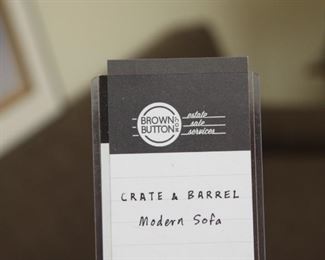 BROWN
BUTTON
estate
sale
services
CRATE & BARREL
Modern Sofa